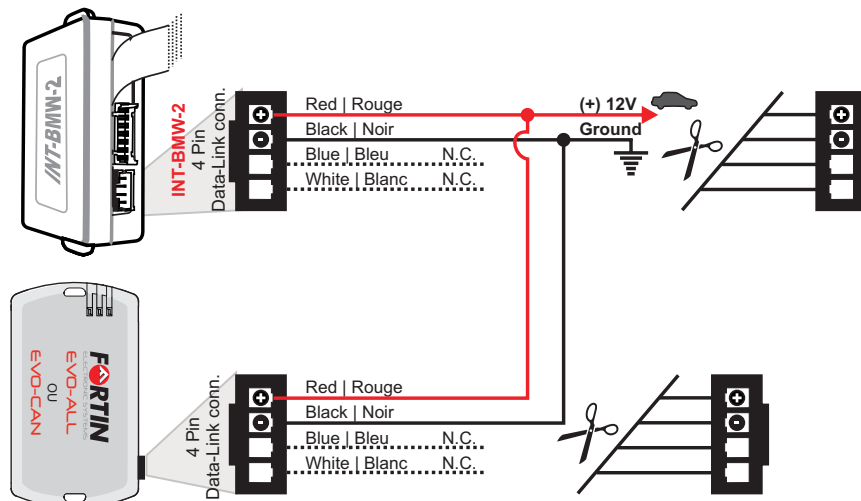 INT-BMW-2
INT-BMW-2
4 Pin
Data-Link conn.
Red | Rouge
(+) 12V
Black | Noir
Ground
Blue | Bleu N.C.
White | Blanc N.C.
FORTIN
ELECTRONIC SYSTEMS
EVO-ALL
OU
EVO-CAN
4 Pin
Data-Link conn.
Red | Rouge
Black | Noir
Blue | Bleu N.C.
White | Blanc N.C.